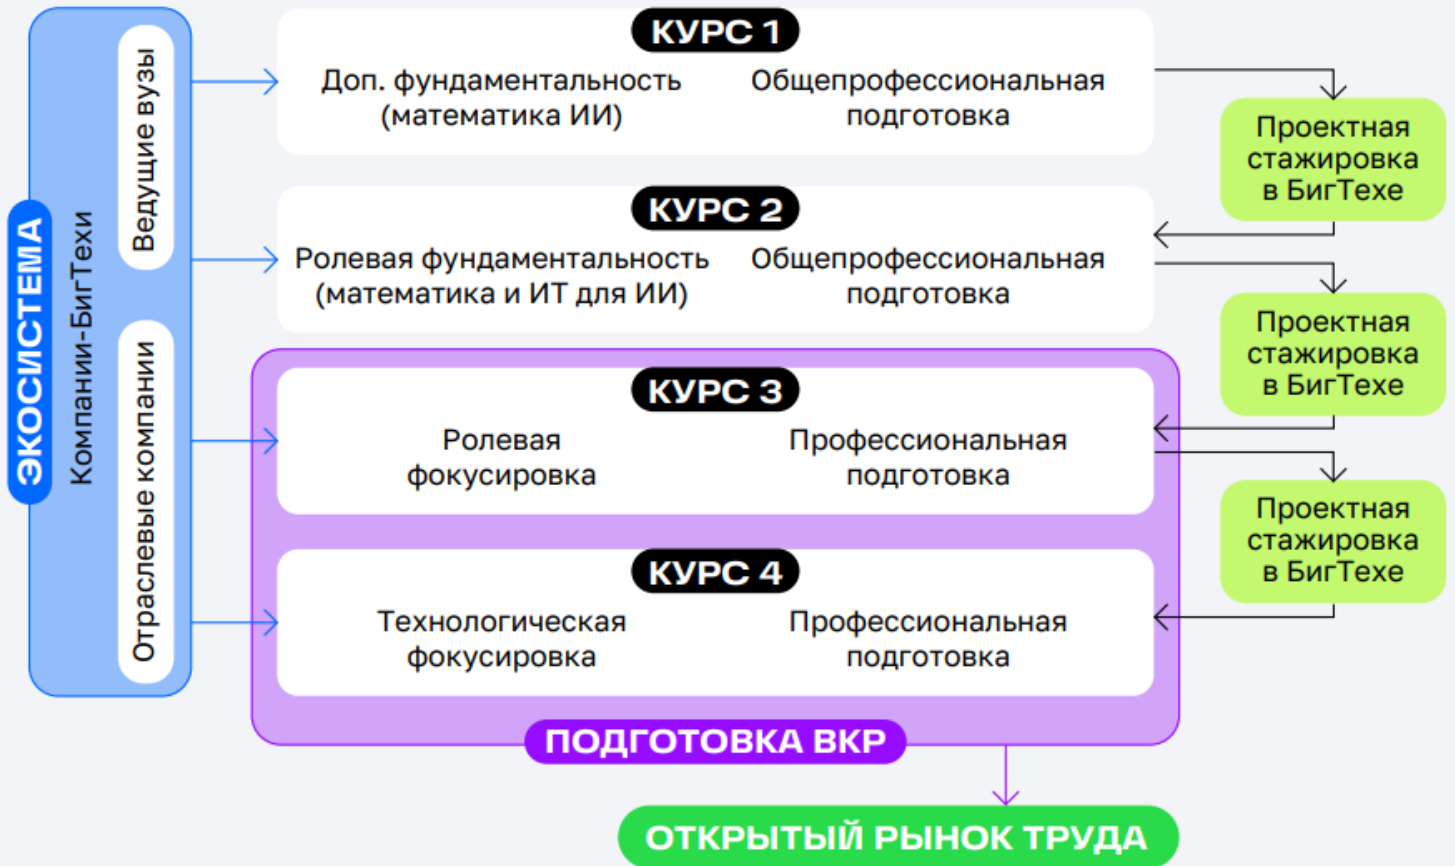 ЭКОСИСТЕМА
Компании-БигТехи
Ведущие вузы
Отраслевые компании
КУРС 1
Доп. фундаментальность
(математика ИИ)
Общепрофессиональная
подготовка
Проектная
стажировка
в БигТехе
КУРС 2
Ролевая фундаментальность
(математика и ИТ для ИИ)
Общепрофессиональная
подготовка
Проектная
стажировка
в БигТехе
КУРС 3
Ролевая
фокусировка
Профессиональная
подготовка
Проектная
стажировка
в БигТехе
КУРС 4
Технологическая
фокусировка
Профессиональная
подготовка
ПОДГОТОВКА ВКР
ОТКРЫТЫЙ РЫНОК ТРУДА